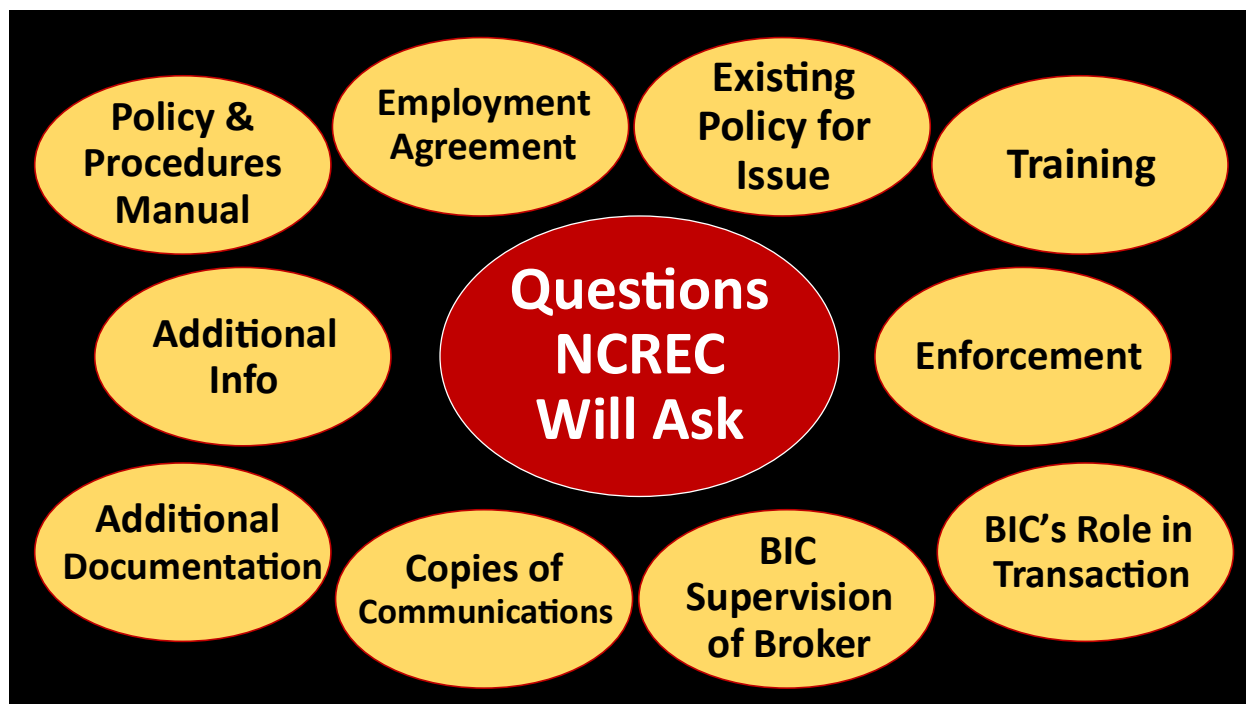 Policy &
Procedures
Manual
Employment
Agreement
Existing
Policy for
Issue
Training
Additional
Info
Questions
NCREC
Will Ask
Enforcement
Additional
Documentation
Copies of
Communications
BIC
Supervision
of Broker
BIC’s Role in
Transaction